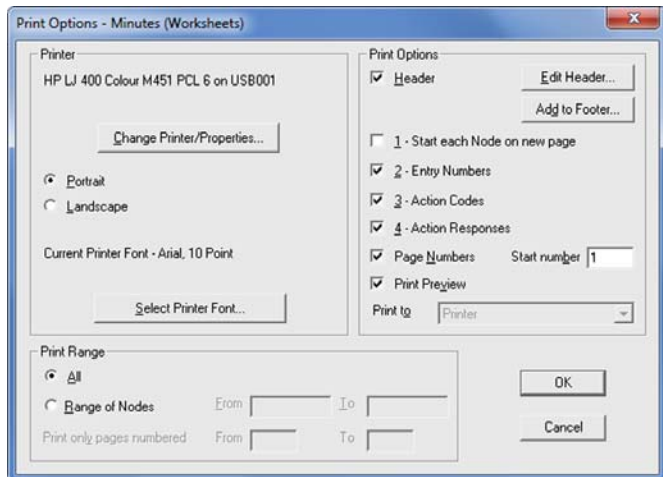 Print Options - Minutes (Worksheets)
Printer
HP LJ 400 Colour M451 PCL 6 on USB001
Change Printer/Properties...
Portrait
Landscape
Current Printer Font - Arial, 10 Point
Select Printer Font...
Print Options
Header
Edit Header...
Add to Footer...
1 - Start each Node on new page
2 - Entry Numbers
3 - Action Codes
4 - Action Responses
Page Numbers Start number 1
Print Preview
Print to Printer
Print Range
All
Range of Nodes From To
Print only pages numbered From To
OK
Cancel